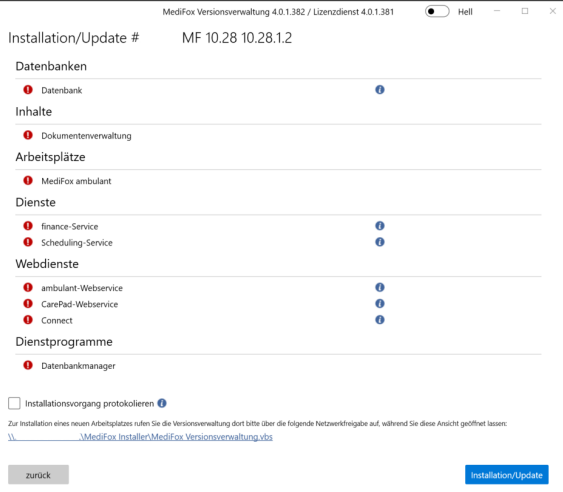 MediFox Versionsverwaltung 4.0.1.382 / Lizenzdienst 4.0.1.381
Hell
Installation/Update # MF 10.28 10.28.1.2
Datenbanken
Datenbank
Inhalte
Dokumentenverwaltung
Arbeitsplätze
MediFox ambulant
Dienste
finance-Service
Scheduling-Service
Webdienste
ambulant-Webservice
CarePad-Webservice
Connect
Dienstprogramme
Datenbankmanager
Installationsvorgang protokolieren
Zur Installation eines neuen Arbeitsplatzes rufen Sie die Versionsverwaltung dort bitte über die folgende Netzwerkfreigabe auf, während Sie diese Ansicht geöffnet lassen:
\\. .\MediFox Installer\MediFox Versionsverwaltung.vbs
zurück
Installation/Update